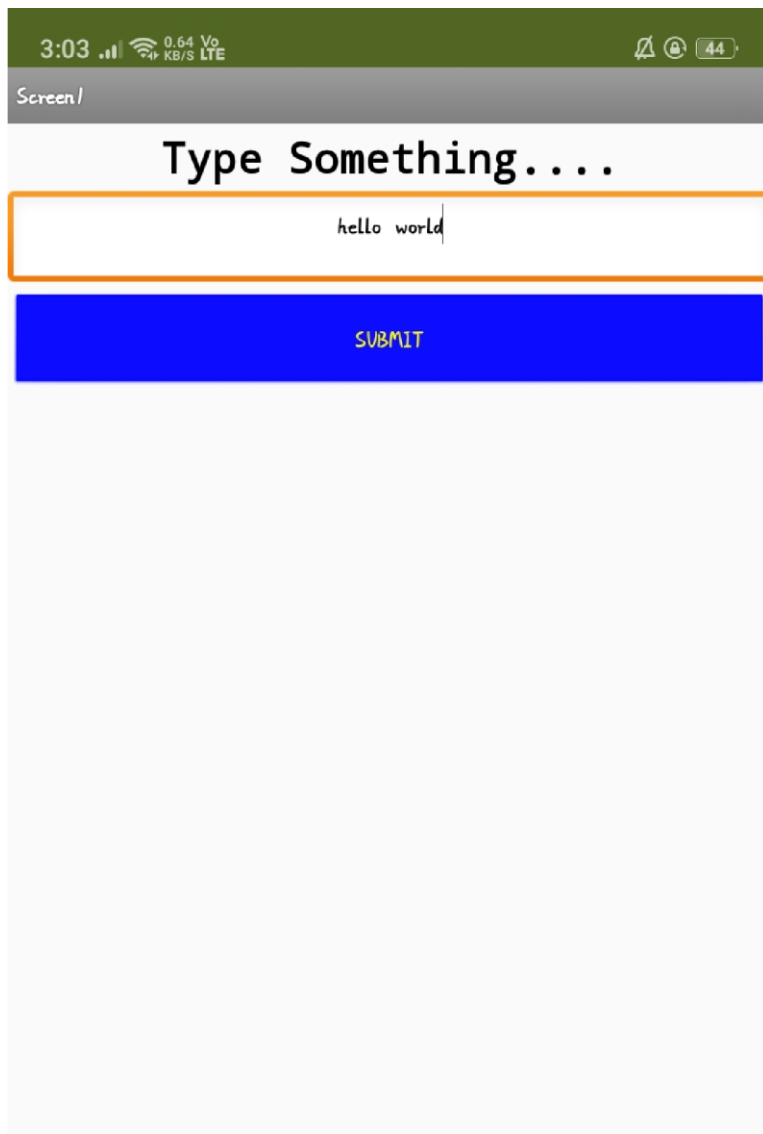 3:03 0.64 KB/S Vo LTE 44
Screen1
Type Something....
hello world
SUBMIT